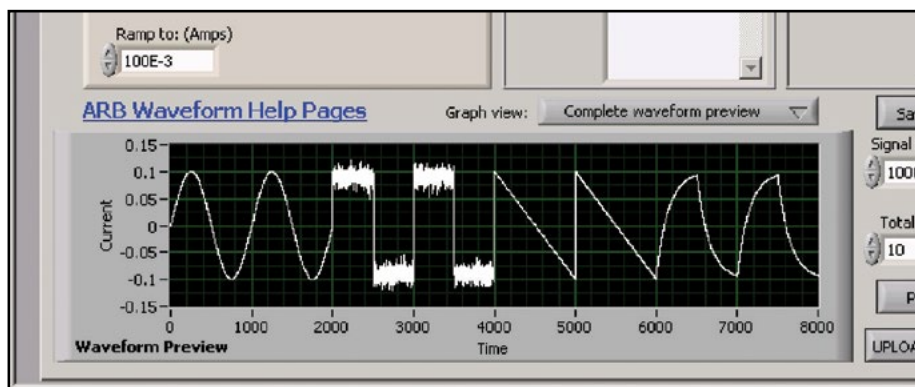 Ramp to: (Amps)
100E-3
ARB Waveform Help Pages
Graph view:
Complete waveform preview
Signal
Total
10
UPLOA
Current
0.15
0.1
0.05
0
-0.05
-0.1
-0.15
0 1000 2000 3000 4000 5000 6000 7000 8000
Waveform Preview
Time